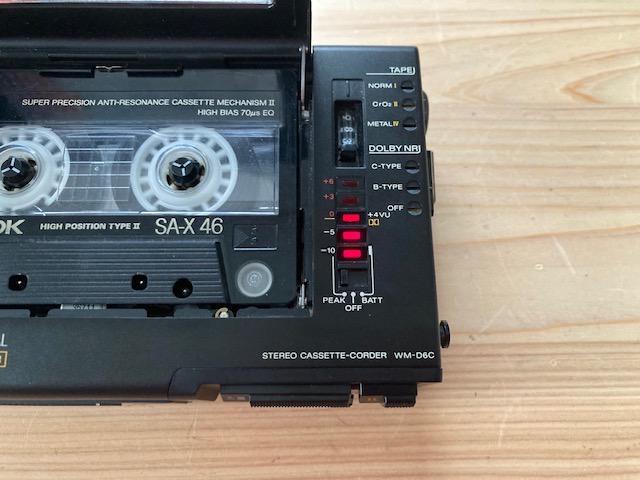 SUPER PRECISION ANTI-RESONANCE CASSETTE MECHANISM II
HIGH BIAS 70µs EQ
DK HIGH POSITION TYPE II SA-X 46
TAPE
NORM I
CrO2 II
METAL IV
DOLBY NR
C-TYPE
B-TYPE
OFF
+6
+3
0 +4VU
-5
-10
PEAK OFF BATT
STEREO CASSETTE-CORDER WM-D6C